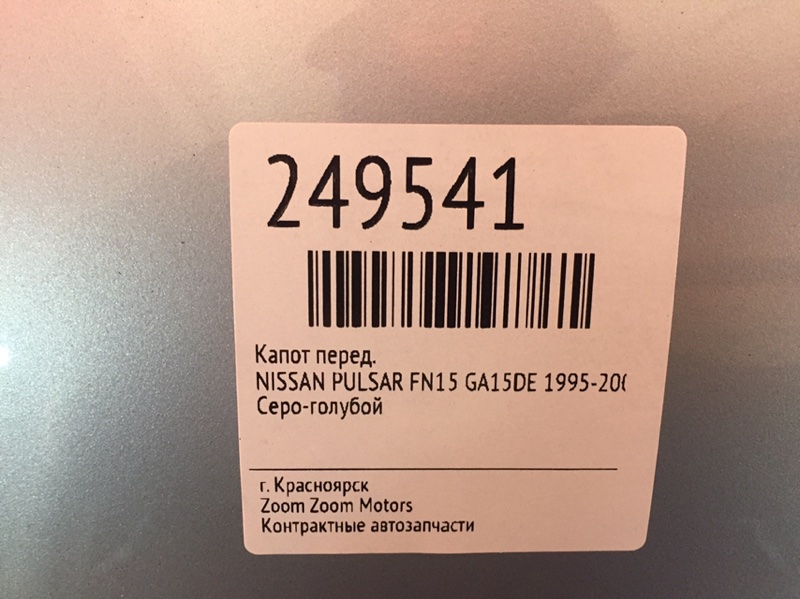 249541
Капот перед.
NISSAN PULSAR FN15 GA15DE 1995-20
Серо-голубой
г. Красноярск
Zoom Zoom Motors
Контрактные автозапчасти